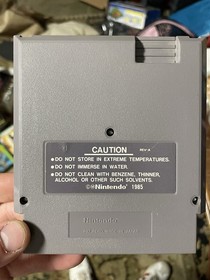 CAUTION REV-A
● DO NOT STORE IN EXTREME TEMPERATURES.
● DO NOT IMMERSE IN WATER.
● DO NOT CLEAN WITH BENZENE, THINNER,
ALCOHOL OR OTHER SUCH SOLVENTS.
©®Nintendo® 1985
Nintendo